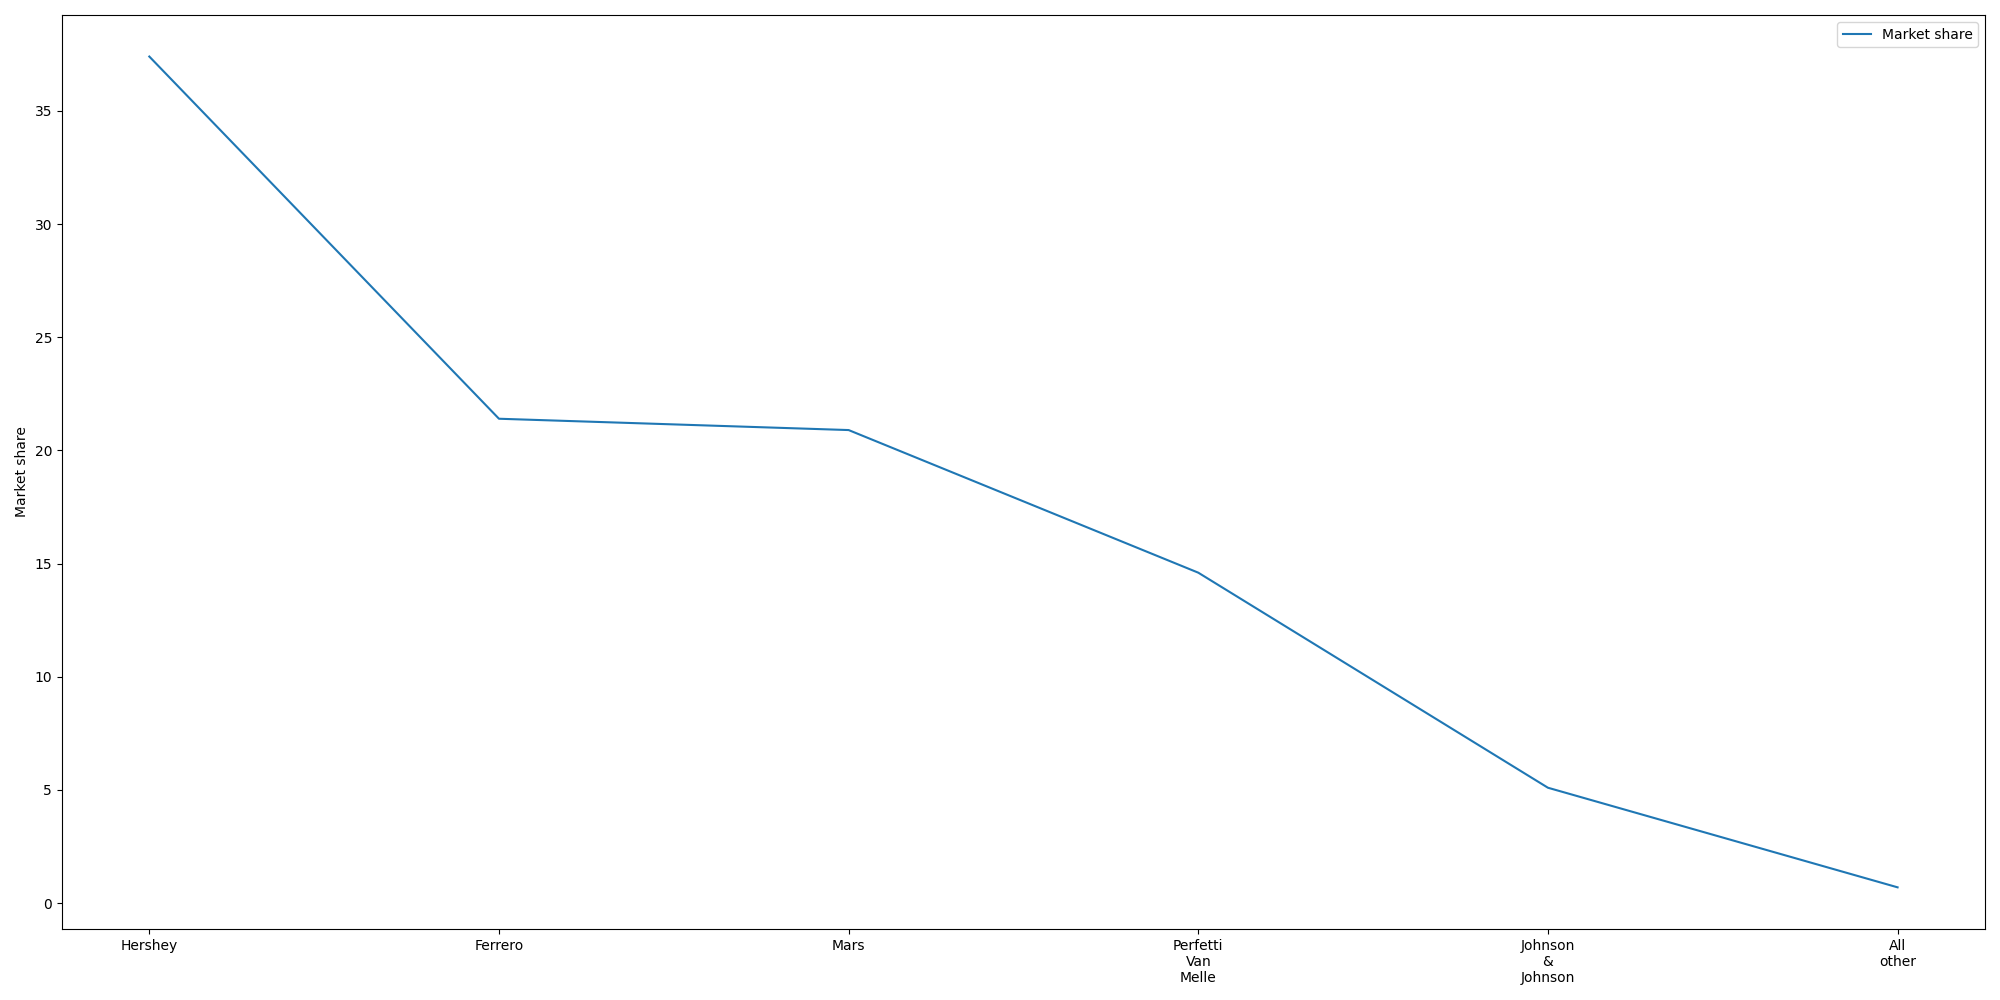 Market share
35
30
25
20
15
10
5
0
Market share
Hershey
Ferrero
Mars
Perfetti
Van
Melle
Johnson
&
Johnson
All
other